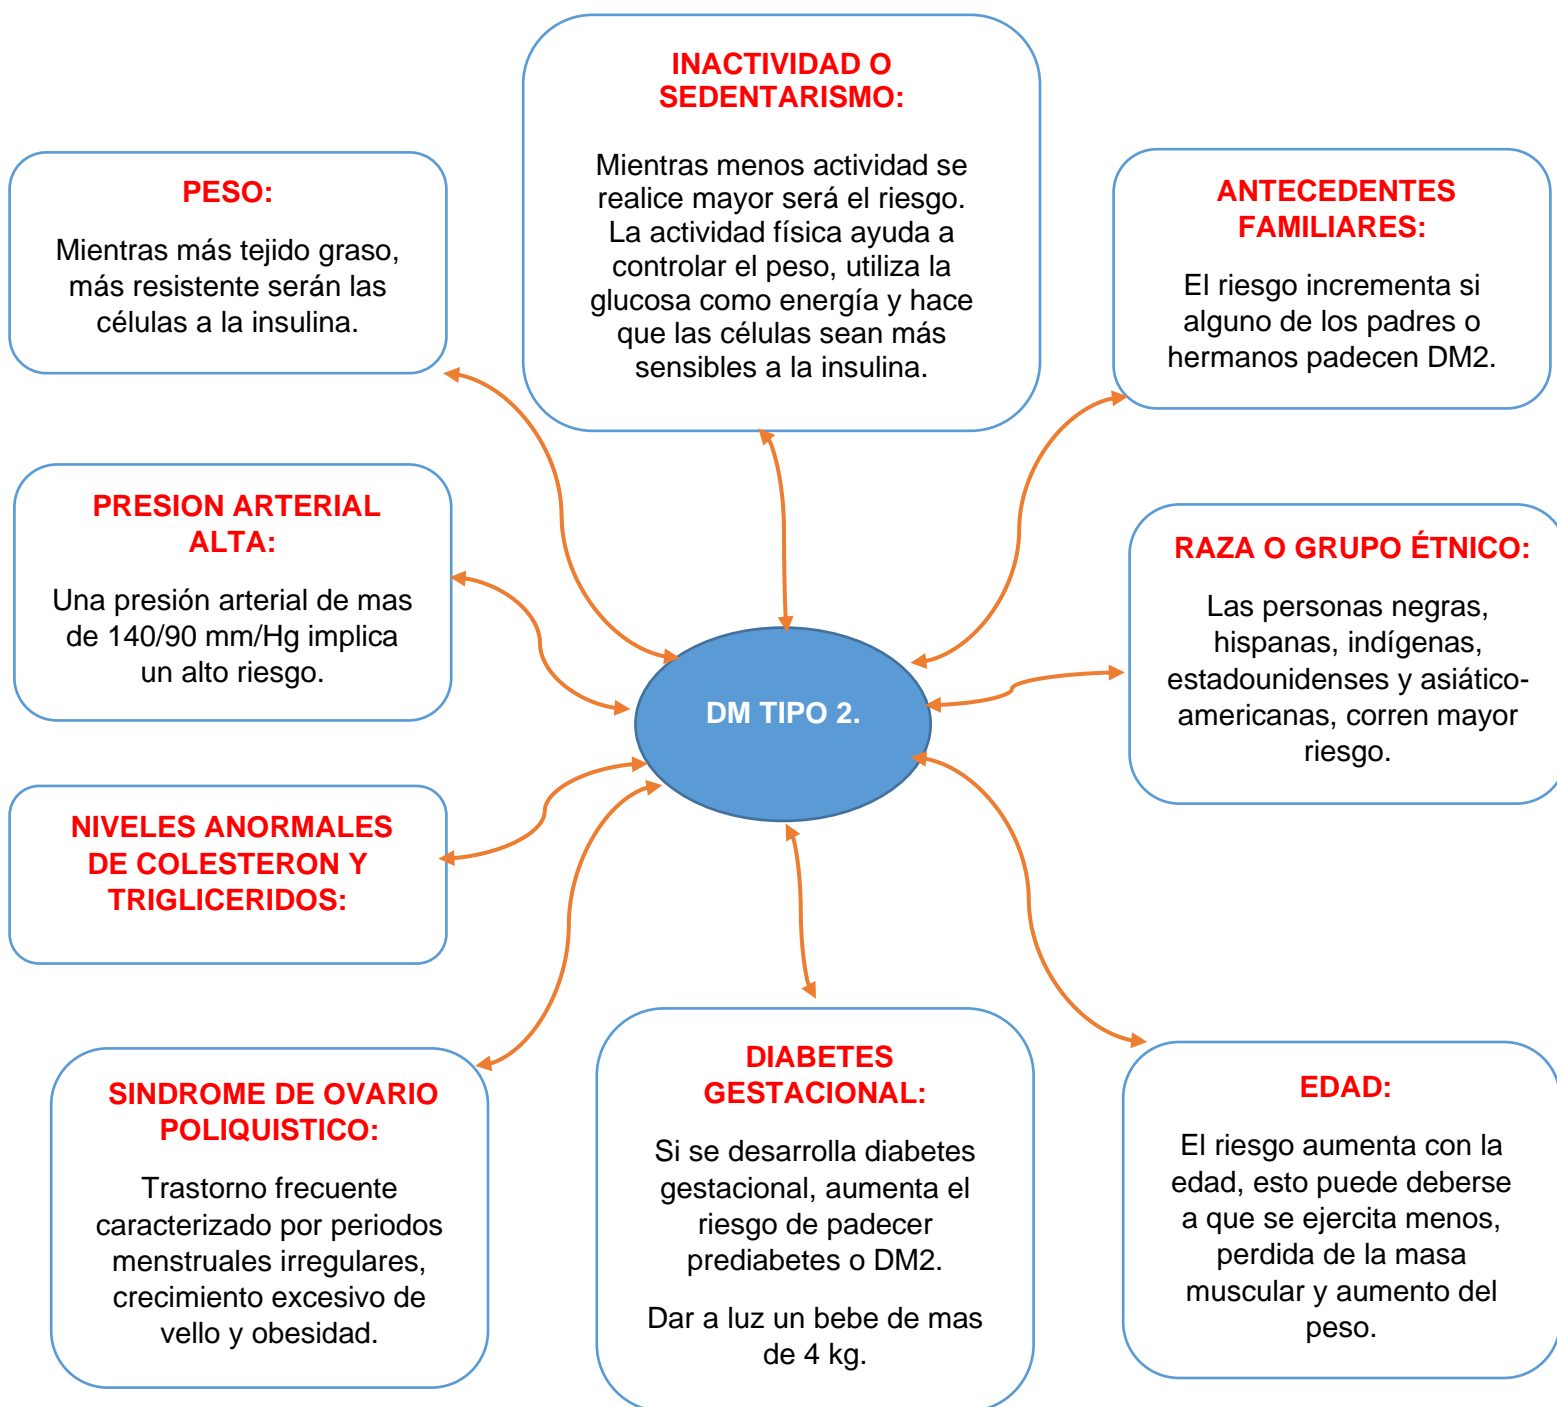 INACTIVIDAD O
SEDENTARISMO:
Mientras menos actividad se
realice mayor será el riesgo.
La actividad física ayuda a
controlar el peso, utiliza la
glucosa como energía y hace
que las células sean más
sensibles a la insulina.
PESO:
Mientras más tejido graso,
más resistente serán las
células a la insulina.
ANTECEDENTES
FAMILIARES:
El riesgo incrementa si
alguno de los padres o
hermanos padecen DM2.
PRESION ARTERIAL
ALTA:
Una presión arterial de mas
de 140/90 mm/Hg implica
un alto riesgo.
RAZA O GRUPO ÉTNICO:
Las personas negras,
hispanas, indígenas,
estadounidenses y asiático-
americanas, corren mayor
riesgo.
DM TIPO 2.
NIVELES ANORMALES
DE COLESTERON Y
TRIGLICERIDOS:
SINDROME DE OVARIO
POLIQUISTICO:
Trastorno frecuente
caracterizado por periodos
menstruales irregulares,
crecimiento excesivo de
vello y obesidad.
DIABETES
GESTACIONAL:
Si se desarrolla diabetes
gestacional, aumenta el
riesgo de padecer
prediabetes o DM2.
Dar a luz un bebe de mas
de 4 kg.
EDAD:
El riesgo aumenta con la
edad, esto puede deberse
a que se ejercita menos,
perdida de la masa
muscular y aumento del
peso.